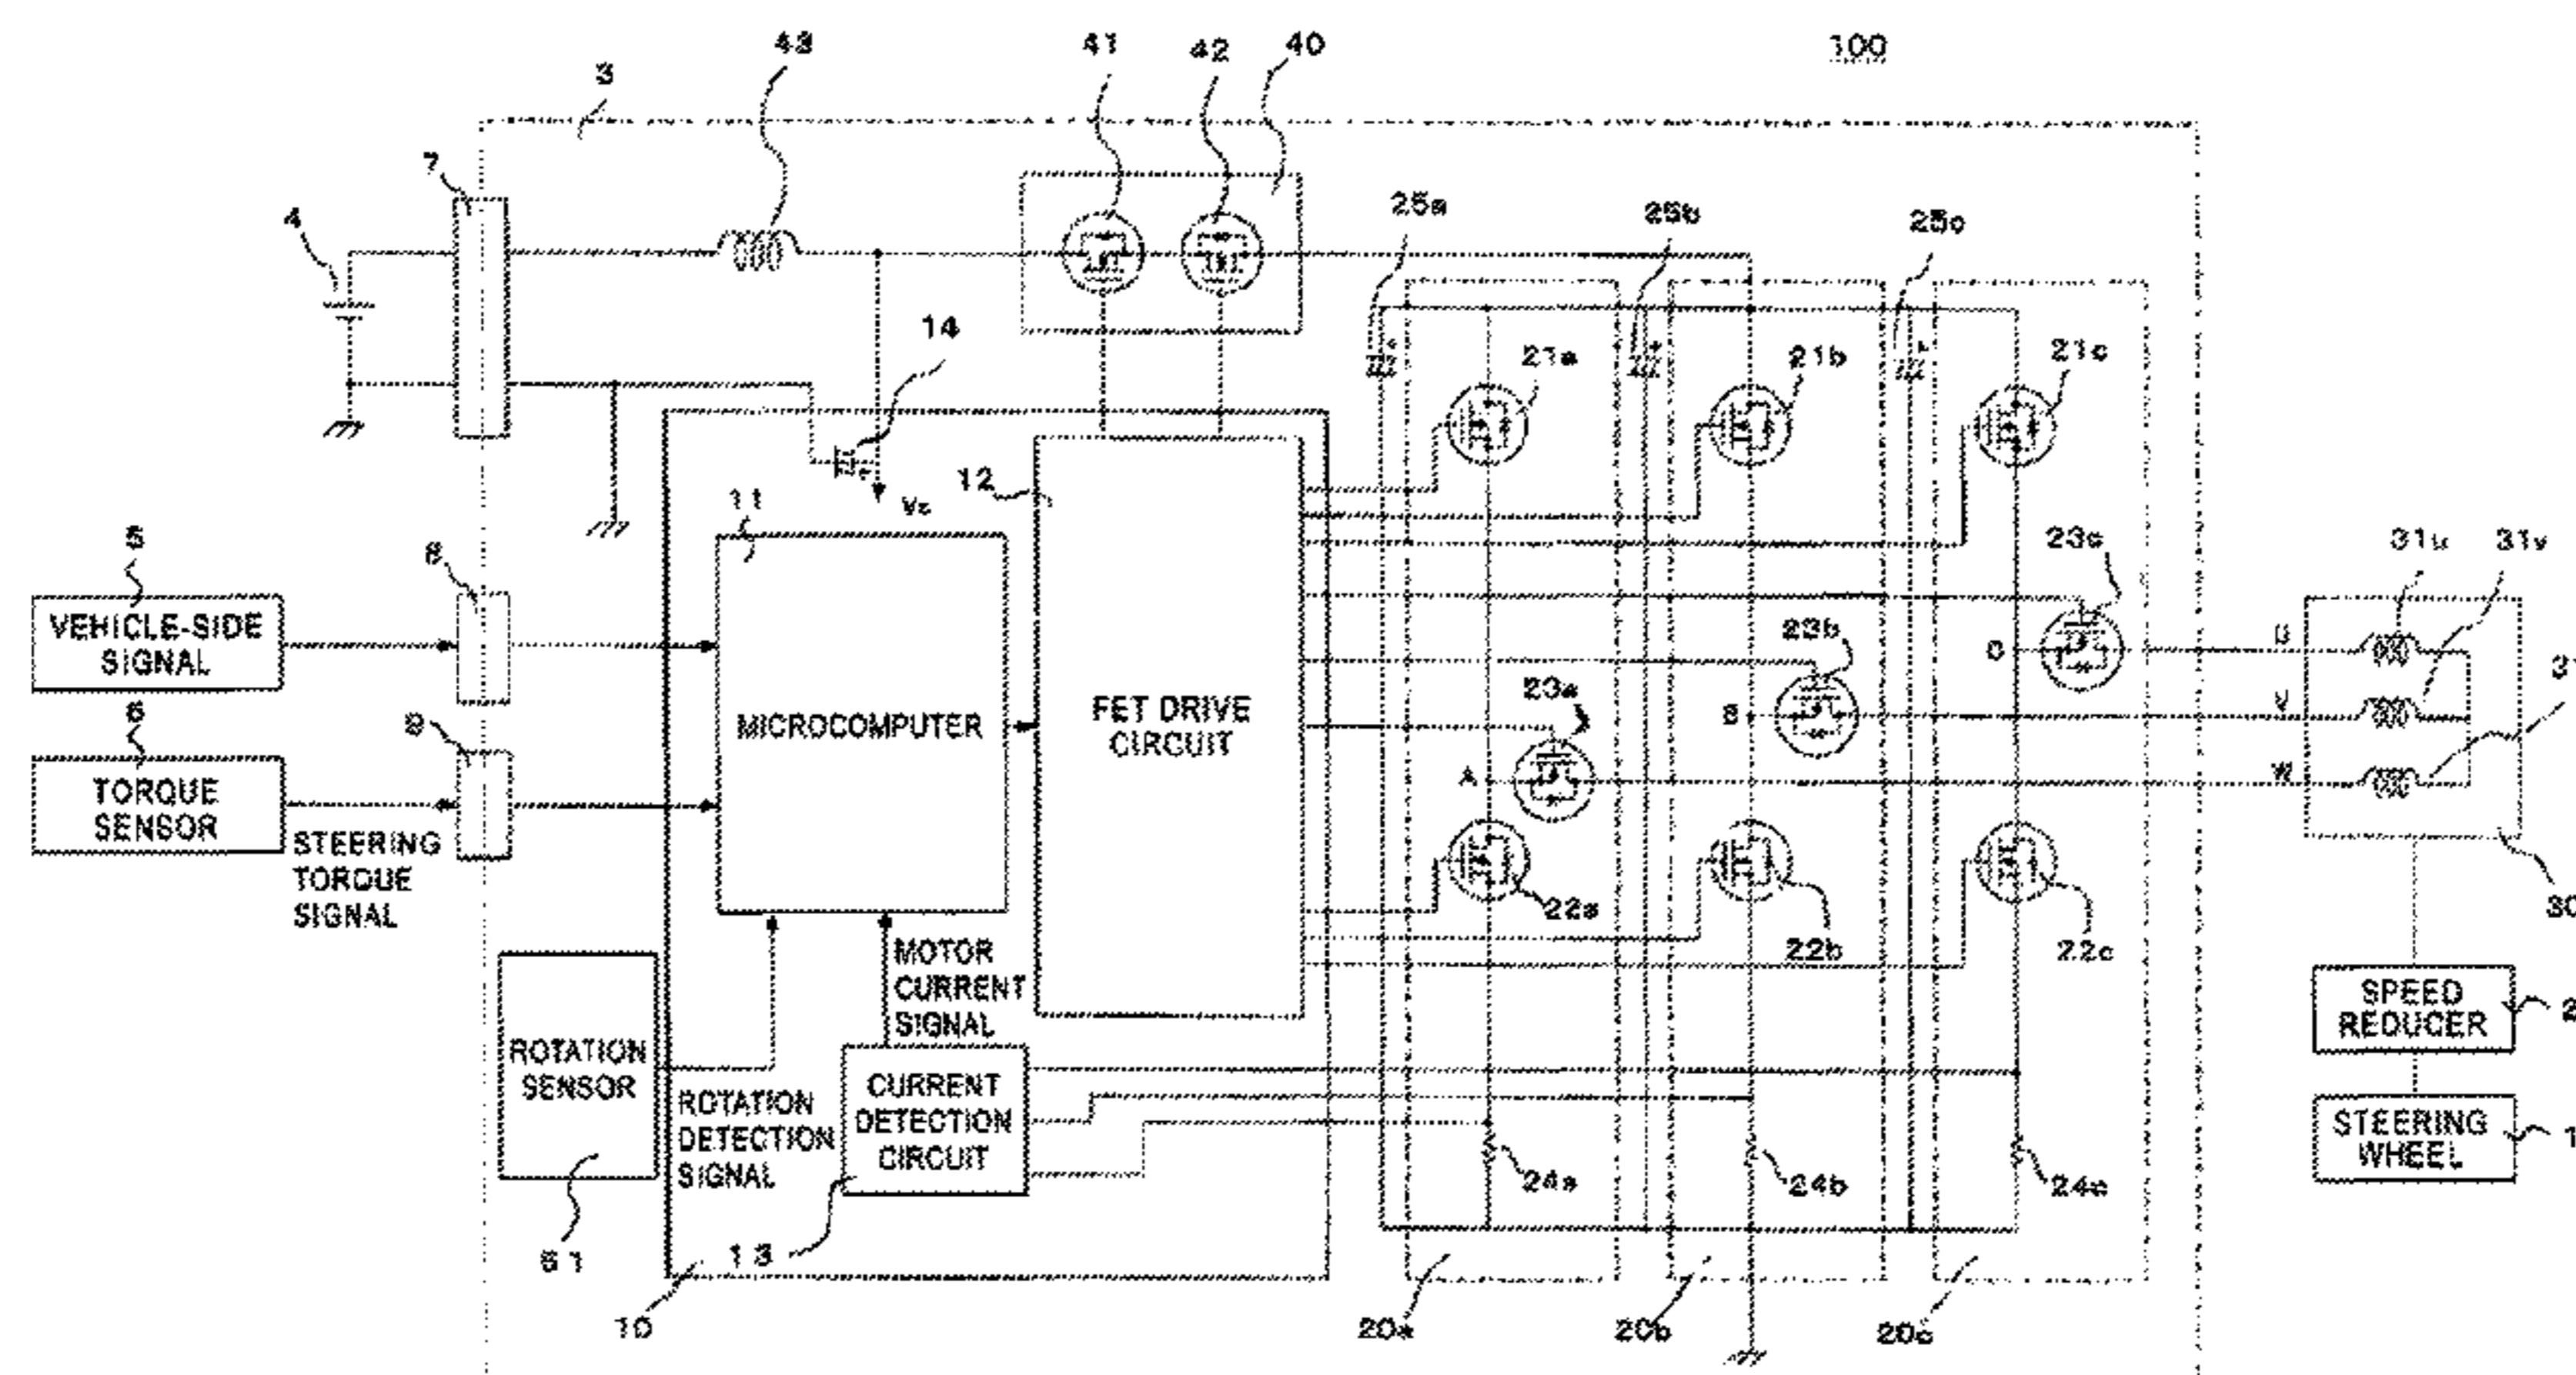 43
41
42
40
100
3
7
4
25a
25b
25c
14
21a
21b
21c
12
11
Vc
5
8
23c
31u
31v
VEHICLE-SIDE
SIGNAL
23b
U
C
6
9
MICROCOMPUTER
FET DRIVE
CIRCUIT
23a
B
V
TORQUE
SENSOR
A
W
STEERING
TORQUE
SIGNAL
22a
22b
22c
30
MOTOR
CURRENT
SIGNAL
SPEED
REDUCER
2
ROTATION
SENSOR
ROTATION
DETECTION
SIGNAL
CURRENT
DETECTION
CIRCUIT
STEERING
WHEEL
1
24a
24b
24c
61
13
10
20a
20b
20c